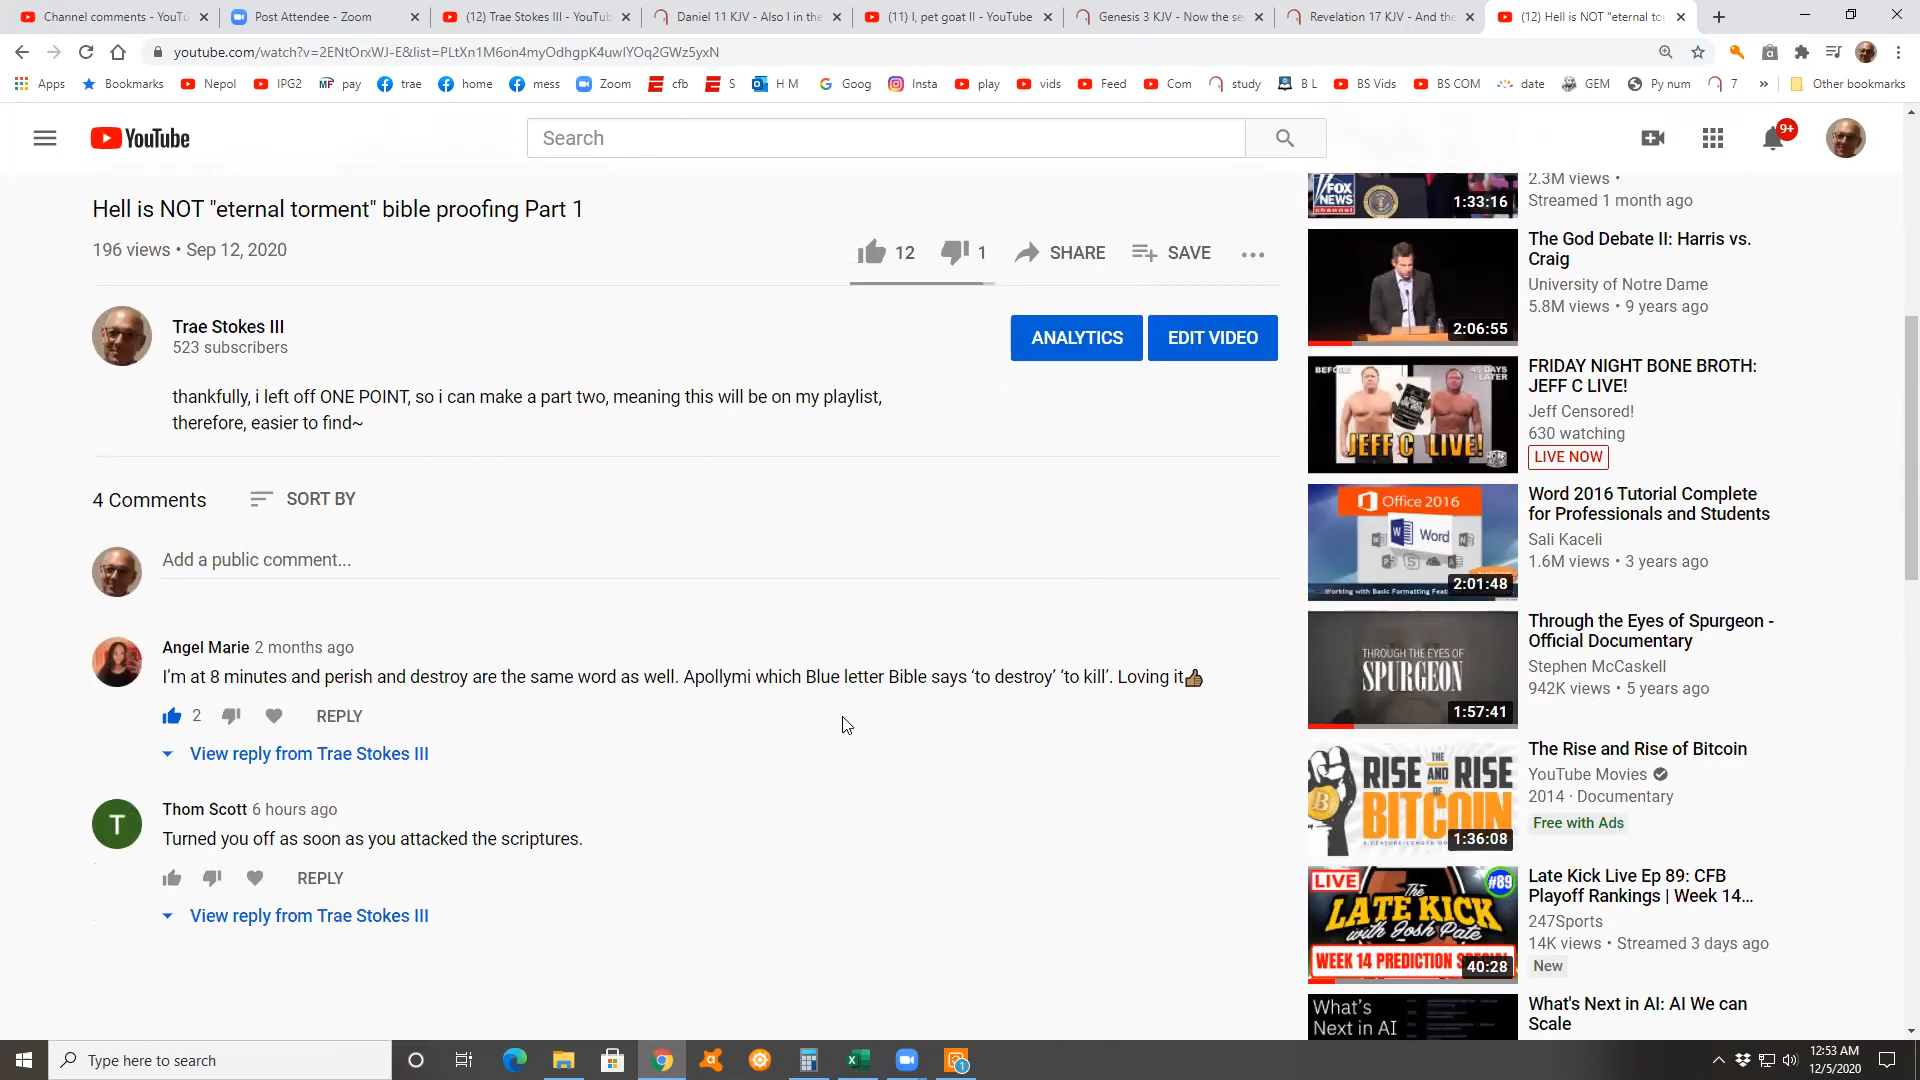 Channel comments - YouTu
Post Attendee - Zoom
(12) Trae Stokes III - YouTub
Daniel 11 KJV - Also I in the
(11) I, pet goat II - YouTube
Genesis 3 KJV - Now the se
Revelation 17 KJV - And the
(12) Hell is NOT "eternal to
youtube.com/watch?v=2ENtOrxWJ-E&list=PLtXn1M6on4myOdhgpK4uwlYOq2GWz5yxN
Apps
Bookmarks
Nepol
IPG2
MF pay
trae
home
mess
Zoom
cfb
S
H M
Goog
Insta
play
vids
Feed
Com
study
B L
BS Vids
BS COM
date
GEM
Py num
7
»
Other bookmarks
YouTube
Search
9+
Hell is NOT "eternal torment" bible proofing Part 1
196 views • Sep 12, 2020
12
1
SHARE
SAVE
Trae Stokes III
523 subscribers
ANALYTICS
EDIT VIDEO
thankfully, i left off ONE POINT, so i can make a part two, meaning this will be on my playlist,
therefore, easier to find~
4 Comments
SORT BY
Add a public comment...
Angel Marie 2 months ago
I'm at 8 minutes and perish and destroy are the same word as well. Apollymi which Blue letter Bible says ‘to destroy’ ‘to kill’. Loving it👍🏽
2
REPLY
View reply from Trae Stokes III
T
Thom Scott 6 hours ago
Turned you off as soon as you attacked the scriptures.
REPLY
View reply from Trae Stokes III
FOX
NEWS
channel
1:33:16
2.3M views •
Streamed 1 month ago
2:06:55
The God Debate II: Harris vs.
Craig
University of Notre Dame
5.8M views • 9 years ago
BEFORE
40 DAYS
LATER
JEFF C LIVE!
FRIDAY NIGHT BONE BROTH:
JEFF C LIVE!
Jeff Censored!
630 watching
LIVE NOW
Office 2016
Word
2:01:48
Word 2016 Tutorial Complete
for Professionals and Students
Sali Kaceli
1.6M views • 3 years ago
THROUGH THE EYES OF
SPURGEON
1:57:41
Through the Eyes of Spurgeon -
Official Documentary
Stephen McCaskell
942K views • 5 years ago
THE
RISE AND RISE
OF
BITCOIN
1:36:08
The Rise and Rise of Bitcoin
YouTube Movies
2014 · Documentary
Free with Ads
LIVE
#89
The
LATE KICK
with Josh Pate
WEEK 14 PREDICTION SPECIAL
40:28
Late Kick Live Ep 89: CFB
Playoff Rankings | Week 14...
247Sports
14K views • Streamed 3 days ago
New
What's
Next in AI
What's Next in AI: AI We can
Scale
Type here to search
1
12:53 AM
12/5/2020